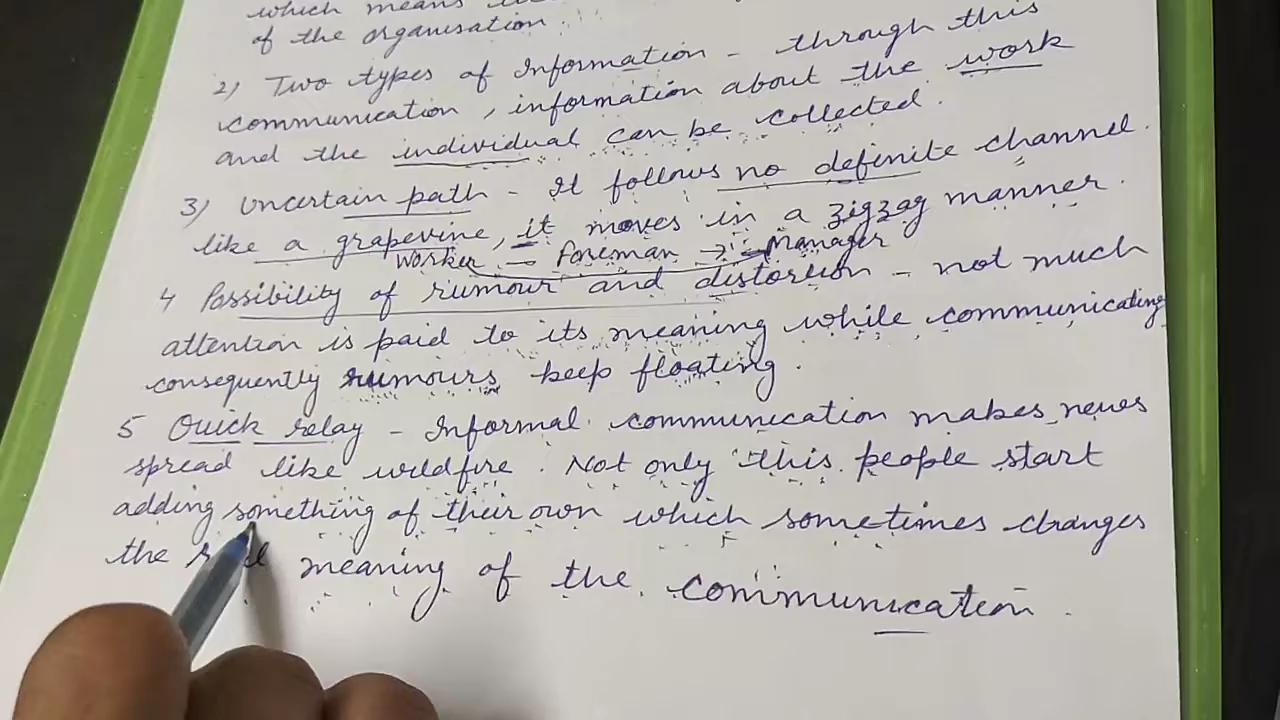 which means
of the organisation.
2) Two types of Information - through this
communication, information about the work
and the individual can be collected.
3) Uncertain path - It follows no definite channel.
like a grapevine, it moves in a zigzag manner.
Worker - Foreman → Manager
4 Possibility of rumour and distortion - not much
attention is paid to its meaning while communicating
consequently rumours keep floating.
5 Quick relay - Informal communication makes news
spread like wildfire. Not only this people start
adding something of their own which sometimes changes
the meaning of the communication.